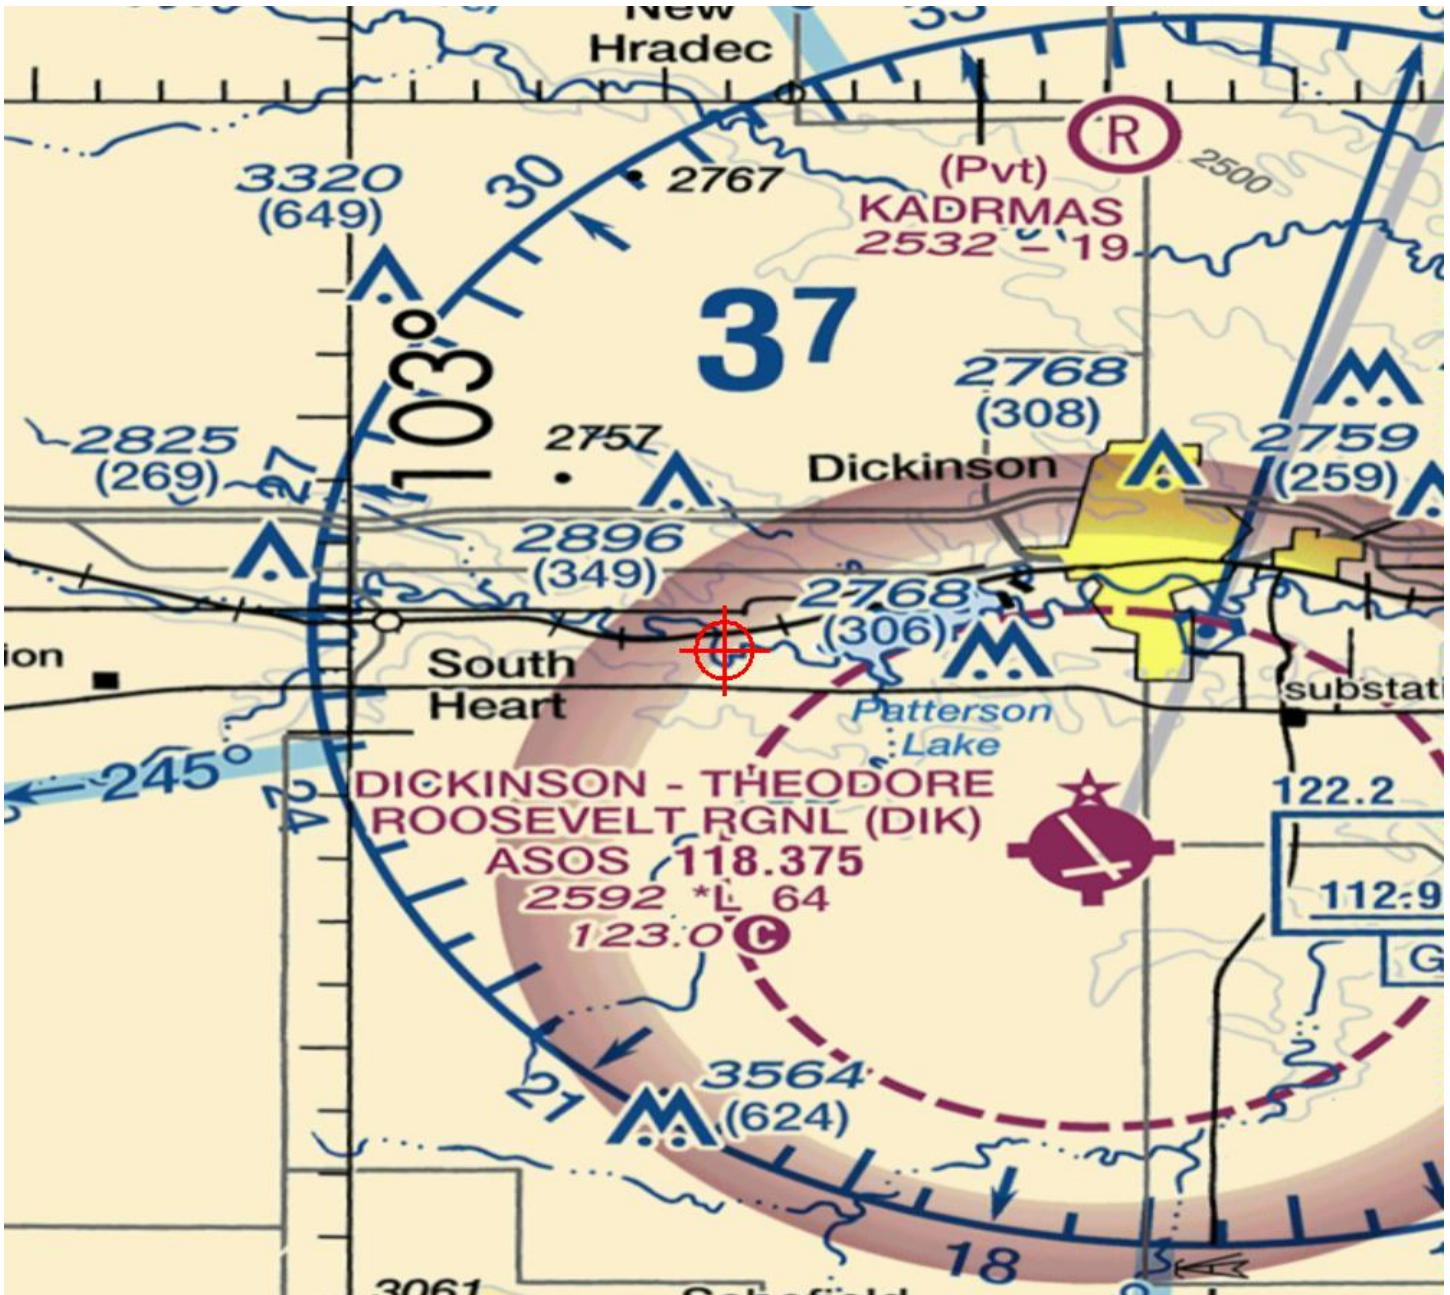 New
Hradec
33
3320
(649)
30
2767
R
(Pvt)
KADRMAS
2532 - 19
2500
103°
37
2768
(308)
2825
(269)
27
2757
Dickinson
2759
(259)
2896
(349)
2768
(306)
ion
South
Heart
substati
Patterson
Lake
245°
24
DICKINSON - THEODORE
ROOSEVELT RGNL (DIK)
ASOS 118.375
2592 *L 64
123.0 C
122.2
112.9
G
21
3564
(624)
18
3061